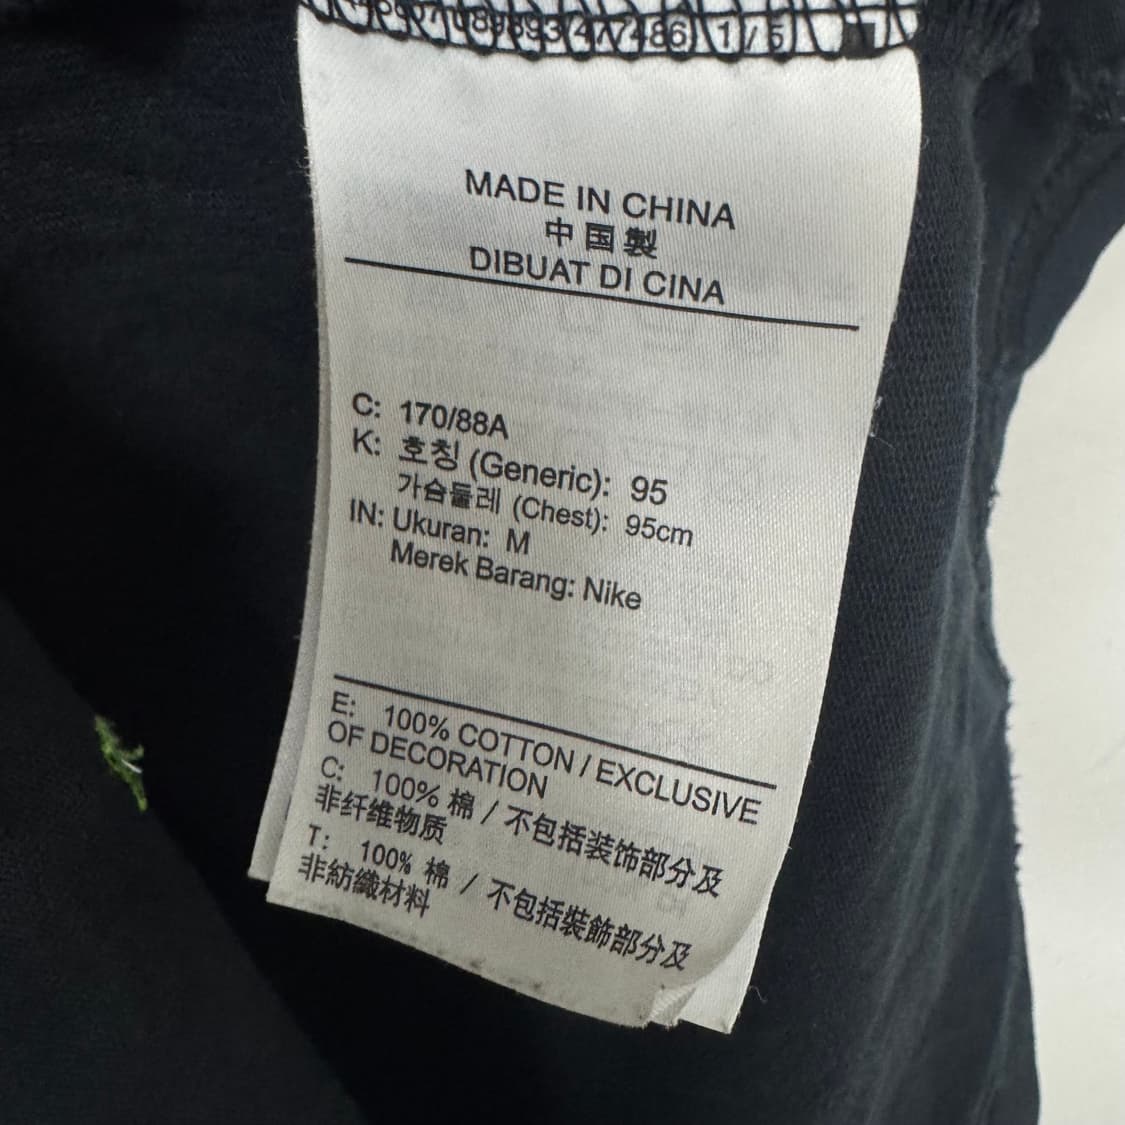 1/5
MADE IN CHINA
中国製
DIBUAT DI CINA
C: 170/88A
K: 호칭 (Generic): 95
가슴둘레 (Chest): 95cm
IN: Ukuran: M
Merek Barang: Nike
E: 100% COTTON / EXCLUSIVE
OF DECORATION
C: 100% 棉 / 不包括装饰部分及
非纤维物质
T: 100% 棉 / 不包括裝飾部分及
非紡織材料